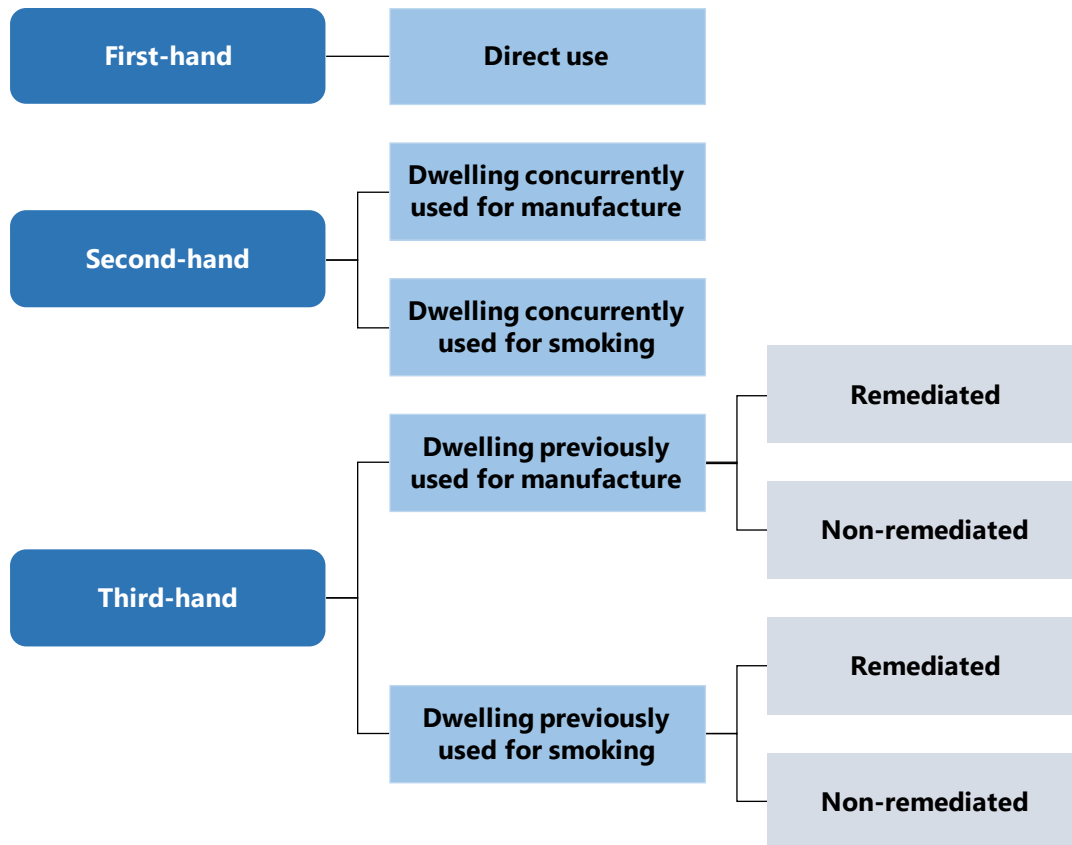 First-hand
Direct use
Second-hand
Dwelling concurrently
used for manufacture
Dwelling concurrently
used for smoking
Third-hand
Dwelling previously
used for manufacture
Remediated
Non-remediated
Dwelling previously
used for smoking
Remediated
Non-remediated